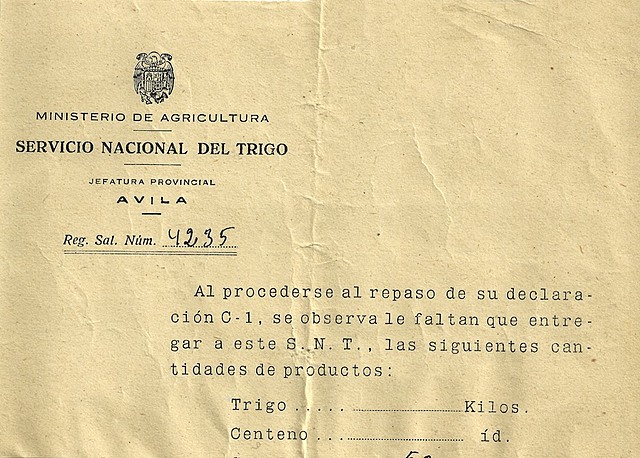 MINISTERIO DE AGRICULTURA
SERVICIO NACIONAL DEL TRIGO
JEFATURA PROVINCIAL
AVILA
Reg. Sal. Núm. 4235
Al procederse al repaso de su declara-
ción C-1, se observa le faltan que entre-
gar a este S. N. T., las siguientes can-
tidades de productos:
Trigo ..... Kilos.
Centeno ... íd.